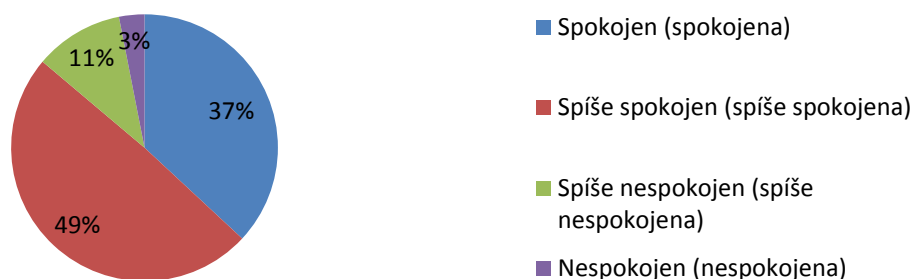 3%
11%
37%
49%
Spokojen (spokojena)
Spíše spokojen (spíše spokojena)
Spíše nespokojen (spíše
nespokojena)
Nespokojen (nespokojena)